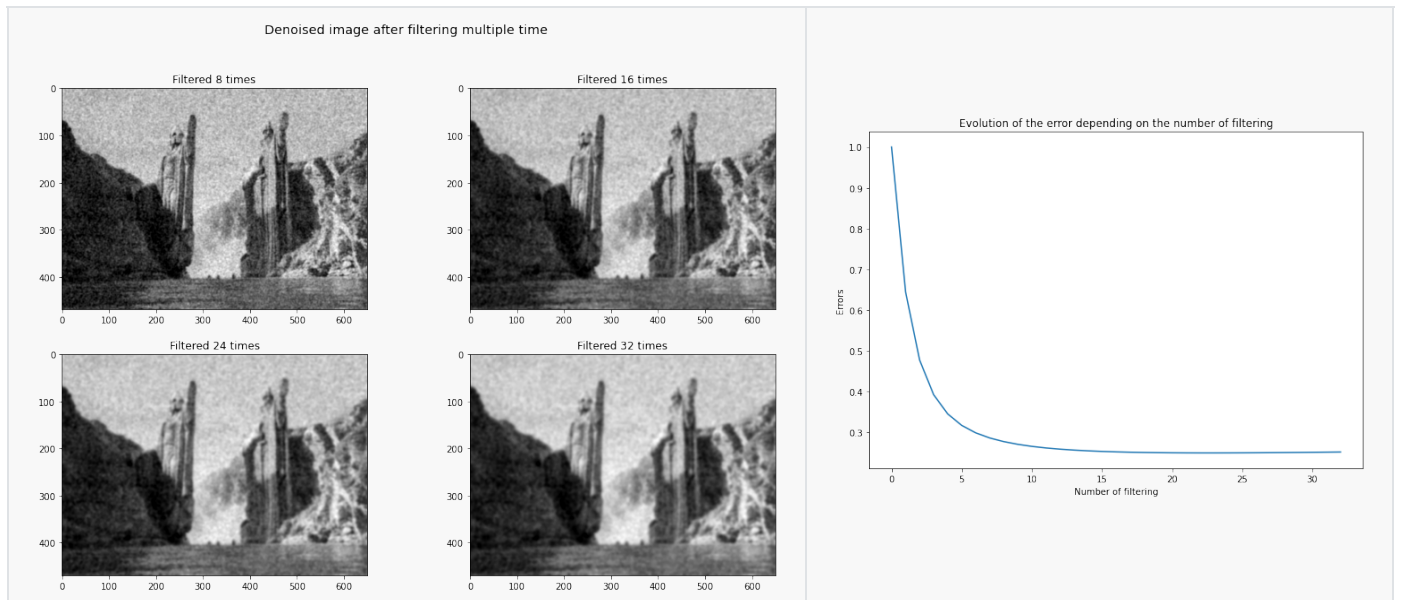 Denoised image after filtering multiple time
Filtered 8 times
0
100
200
300
400
0 100 200 300 400 500 600
Filtered 16 times
0
100
200
300
400
0 100 200 300 400 500 600
Filtered 24 times
0
100
200
300
400
0 100 200 300 400 500 600
Filtered 32 times
0
100
200
300
400
0 100 200 300 400 500 600
Evolution of the error depending on the number of filtering
Errors
1.0
0.9
0.8
0.7
0.6
0.5
0.4
0.3
0 5 10 15 20 25 30
Number of filtering